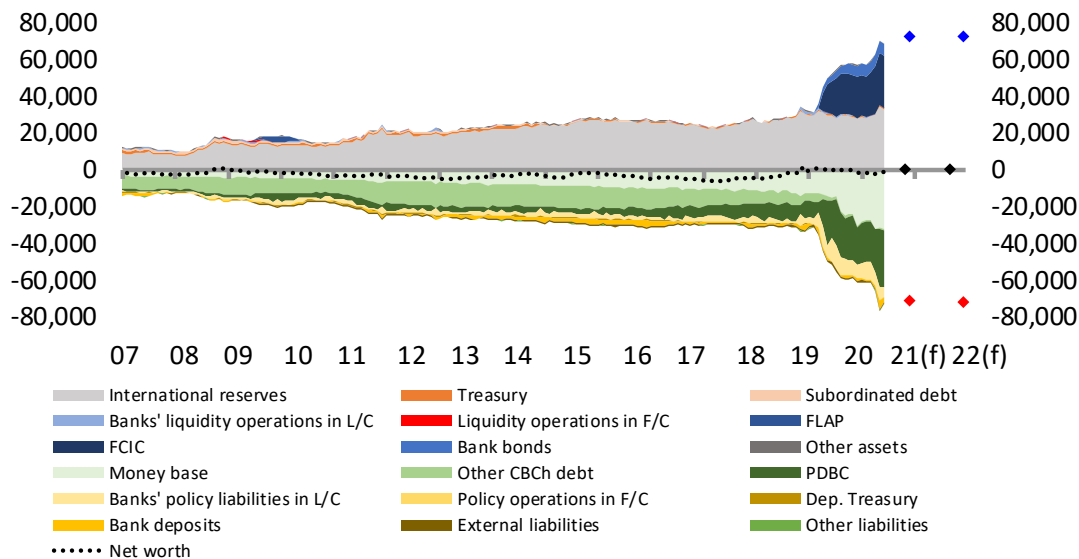 80,000 80,000
60,000 60,000
40,000 40,000
20,000 20,000
0 0
-20,000 -20,000
-40,000 -40,000
-60,000 -60,000
-80,000 -80,000
07 08 09 10 11 12 13 14 15 16 17 18 19 20 21(f) 22(f)
International reserves Treasury Subordinated debt
Banks' liquidity operations in L/C Liquidity operations in F/C FLAP
FCIC Bank bonds Other assets
Money base Other CBCh debt PDBC
Banks' policy liabilities in L/C Policy operations in F/C Dep. Treasury
Bank deposits External liabilities Other liabilities
Net worth